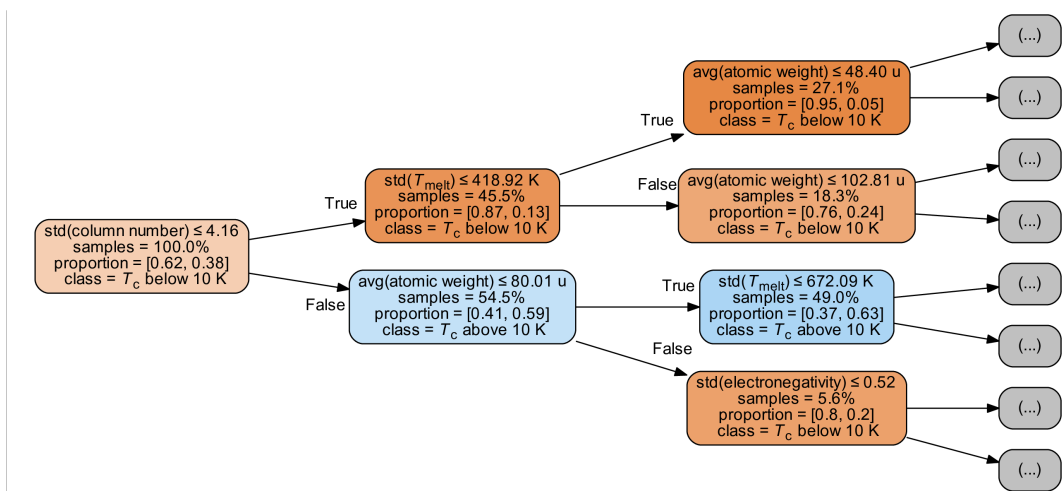 std(column number) ≤ 4.16
samples = 100.0%
proportion = [0.62, 0.38]
class = Tc below 10 K
True
False
std(Tmelt) ≤ 418.92 K
samples = 45.5%
proportion = [0.87, 0.13]
class = Tc below 10 K
avg(atomic weight) ≤ 80.01 u
samples = 54.5%
proportion = [0.41, 0.59]
class = Tc above 10 K
True
False
True
False
avg(atomic weight) ≤ 48.40 u
samples = 27.1%
proportion = [0.95, 0.05]
class = Tc below 10 K
avg(atomic weight) ≤ 102.81 u
samples = 18.3%
proportion = [0.76, 0.24]
class = Tc below 10 K
std(Tmelt) ≤ 672.09 K
samples = 49.0%
proportion = [0.37, 0.63]
class = Tc above 10 K
std(electronegativity) ≤ 0.52
samples = 5.6%
proportion = [0.8, 0.2]
class = Tc below 10 K
(...)
(...)
(...)
(...)
(...)
(...)
(...)
(...)